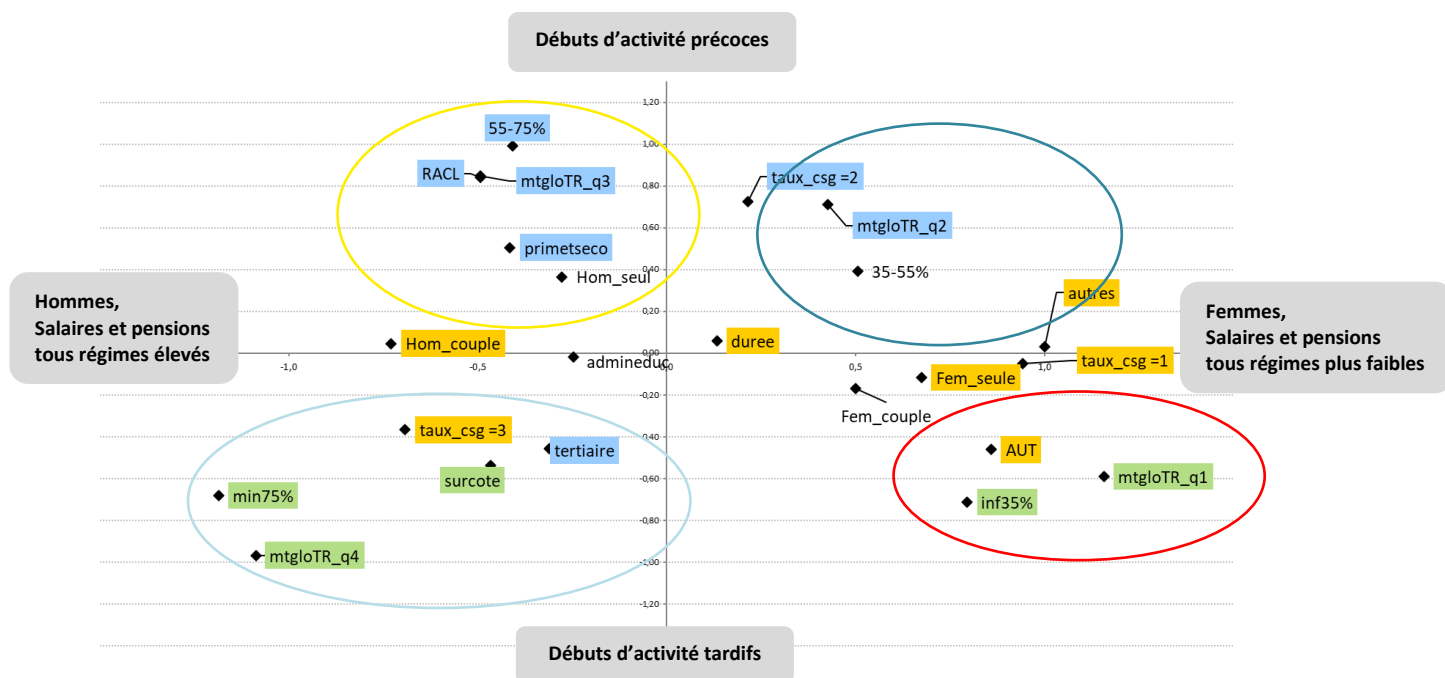 Débuts d'activité précoces
1,20
55-75%
1,00
RACL
mtgloTR_q3
taux_csg =2
0,80
mtgloTR_q2
0,60
primetseco
Hom_seul
0,40
35-55%
autres
Hommes,
Salaires et pensions
tous régimes élevés
Femmes,
Salaires et pensions
tous régimes plus faibles
0,20
Hom_couple
duree
0,00
-1,0
-0,5
0,0
0,5
1,0
admineduc
taux_csg =1
Fem_seule
-0,20
Fem_couple
taux_csg =3
-0,40
tertiaire
AUT
surcote
-0,60
mtgloTR_q1
min75%
inf35%
-0,80
mtgloTR_q4
-1,00
-1,20
Débuts d'activité tardifs